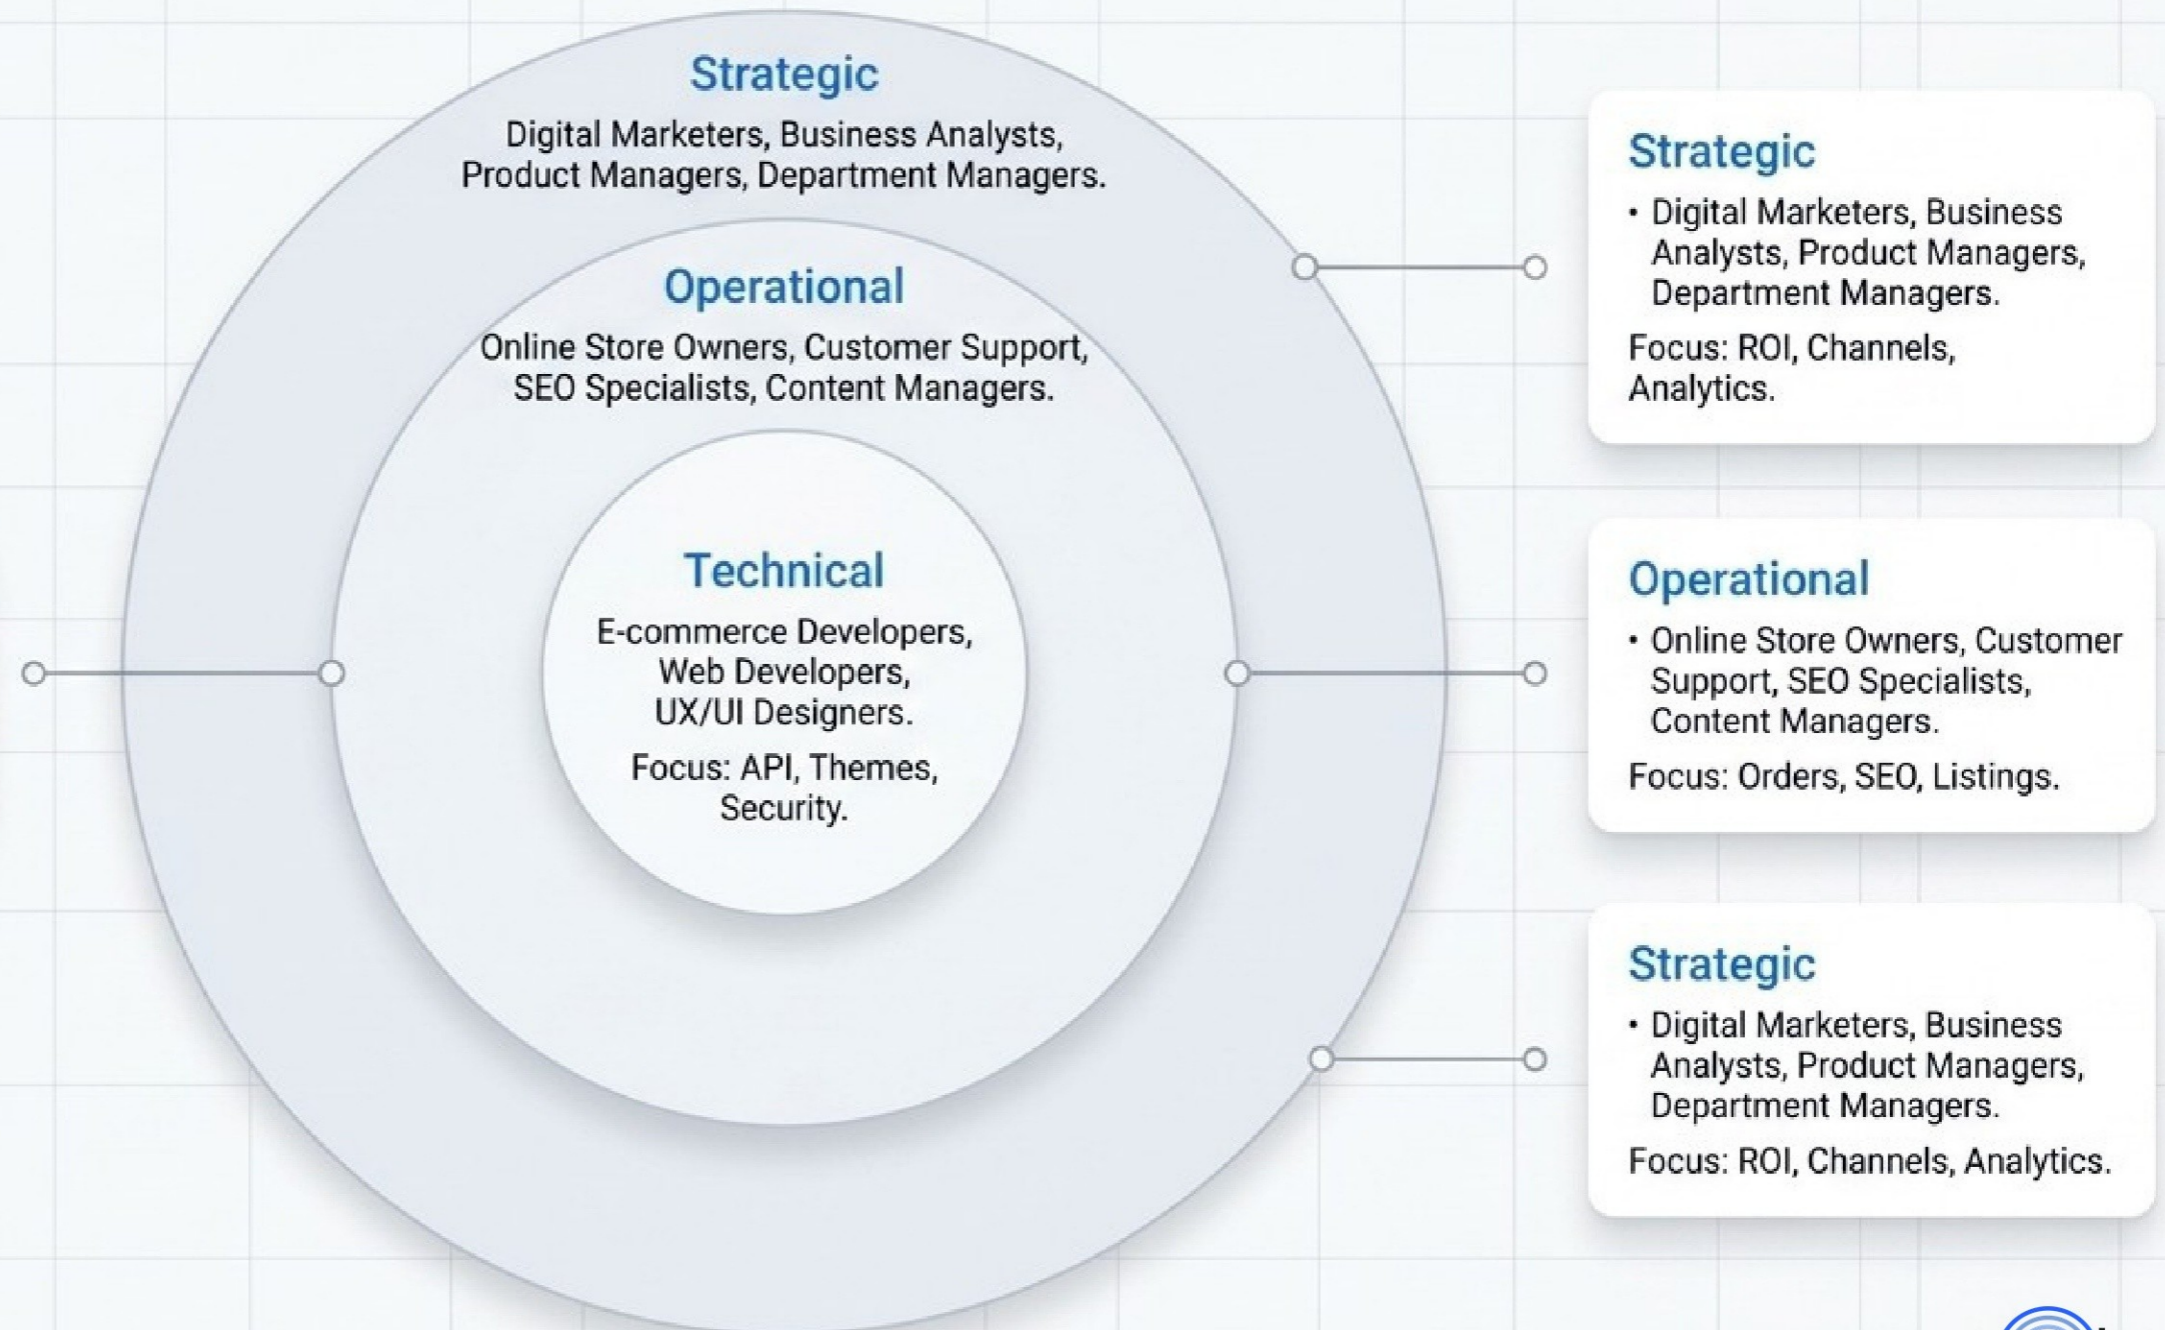 Strategic
Digital Marketers, Business Analysts,
Product Managers, Department Managers.
Operational
Online Store Owners, Customer Support,
SEO Specialists, Content Managers.
Technical
E-commerce Developers,
Web Developers,
UX/UI Designers.
Focus: API, Themes,
Security.
Strategic
• Digital Marketers, Business
Analysts, Product Managers,
Department Managers.
Focus: ROI, Channels,
Analytics.
Operational
• Online Store Owners, Customer
Support, SEO Specialists,
Content Managers.
Focus: Orders, SEO, Listings.
Strategic
• Digital Marketers, Business
Analysts, Product Managers,
Department Managers.
Focus: ROI, Channels, Analytics.